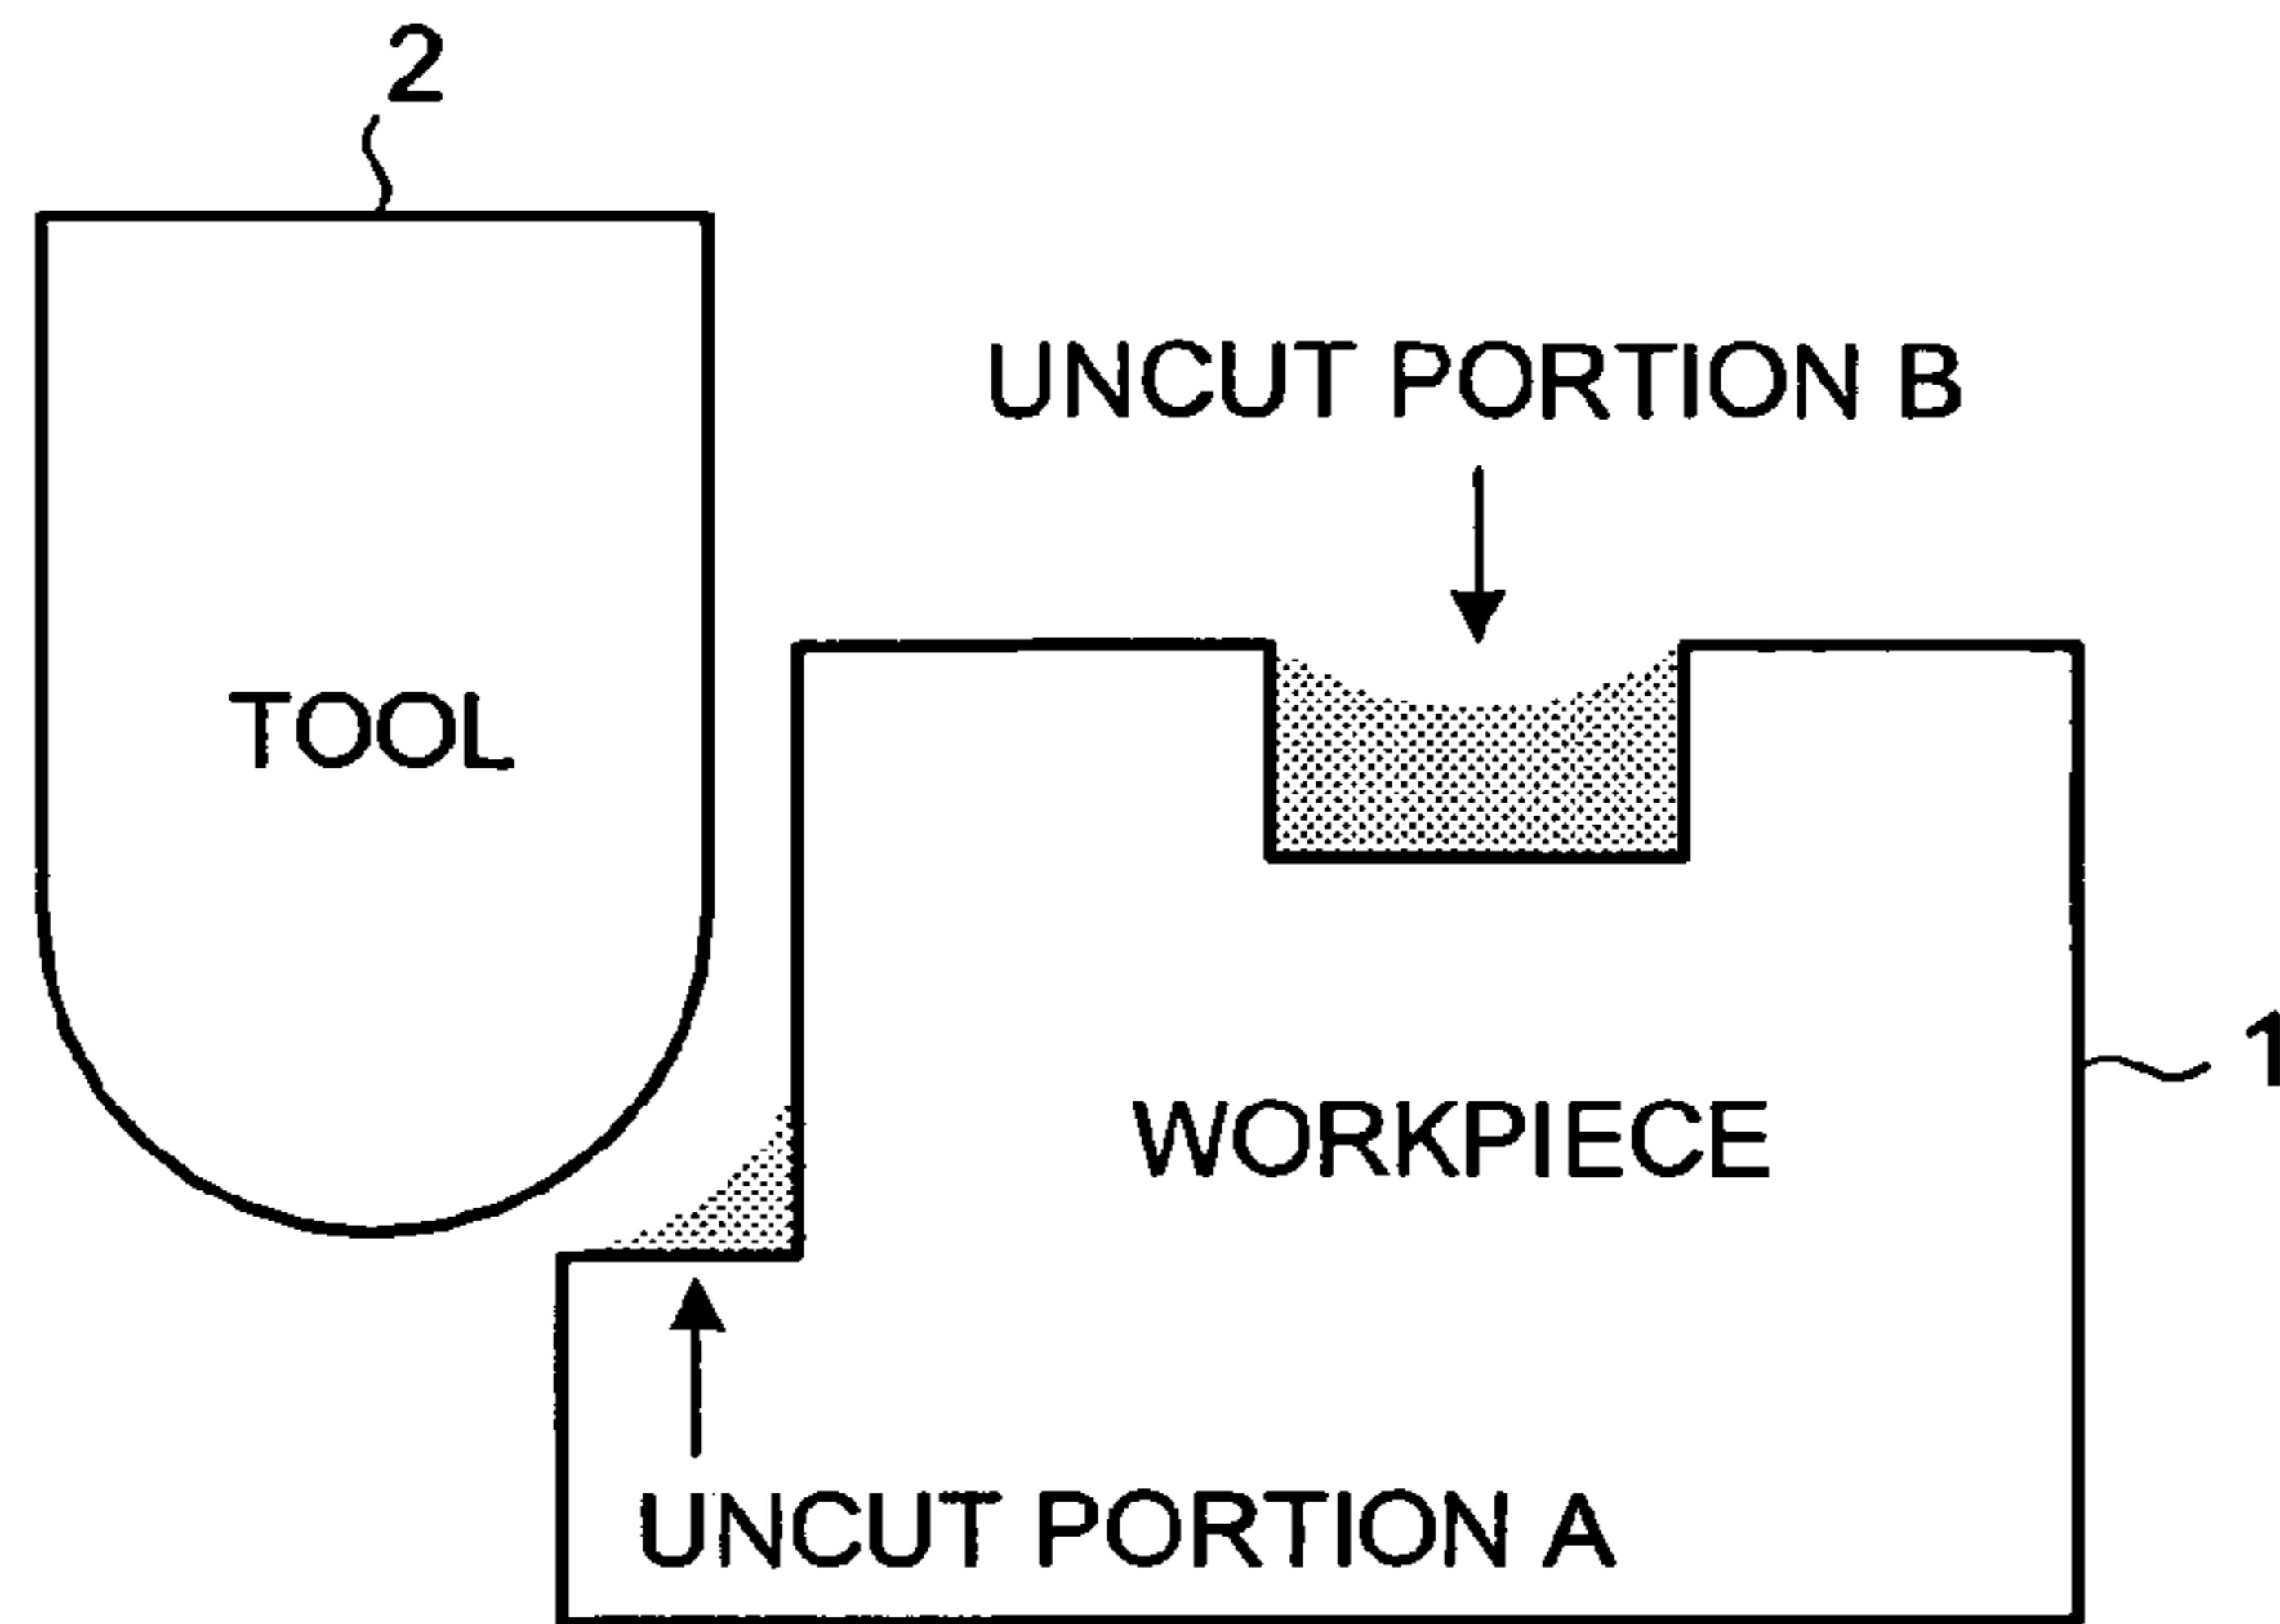 2
UNCUT PORTION B
TOOL
1
WORKPIECE
UNCUT PORTION A